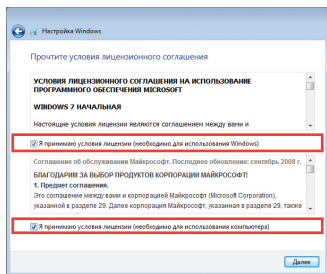 Настройка Windows
Прочтите условия лицензионного соглашения
УСЛОВИЯ ЛИЦЕНЗИОННОГО СОГЛАШЕНИЯ НА ИСПОЛЬЗОВАНИЕ
ПРОГРАММНОГО ОБЕСПЕЧЕНИЯ MICROSOFT
WINDOWS 7 НАЧАЛЬНАЯ
Настоящие условия лицензии являются соглашением между вами и
Я принимаю условия лицензии (необходимо для использования Windows)
Соглашение об обслуживании Майкрософт. Последнее обновление: сентябрь 2008 г.
БЛАГОДАРИМ ЗА ВЫБОР ПРОДУКТОВ КОРПОРАЦИИ МАЙКРОСОФТ!
1. Предмет соглашения.
Это соглашение между вами и корпорацией Майкрософт (Microsoft Corporation),
указанной в разделе 29. Далее корпорация Майкрософт, указанная в разделе 29, также
Я принимаю условия лицензии (необходимо для использования компьютера)
Далее